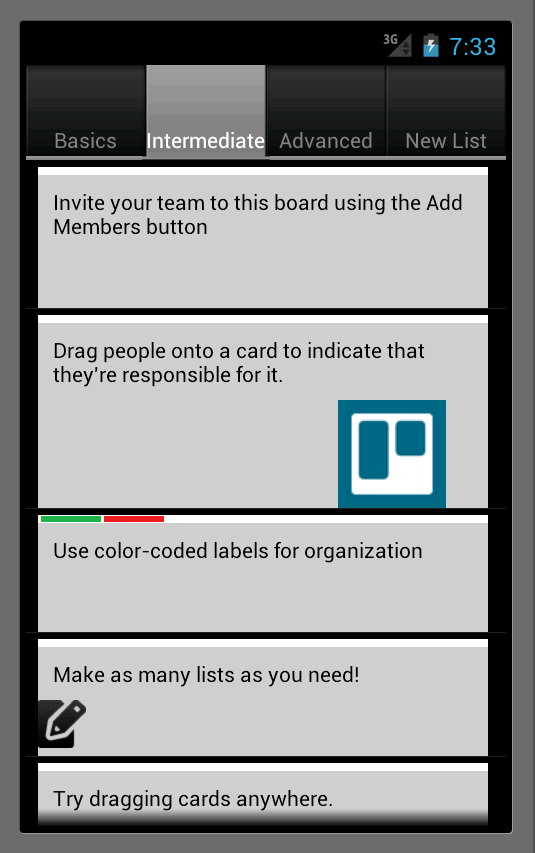 3G 7:33
Basics Intermediate Advanced New List
Invite your team to this board using the Add
Members button
Drag people onto a card to indicate that
they're responsible for it.
Use color-coded labels for organization
Make as many lists as you need!
Try dragging cards anywhere.